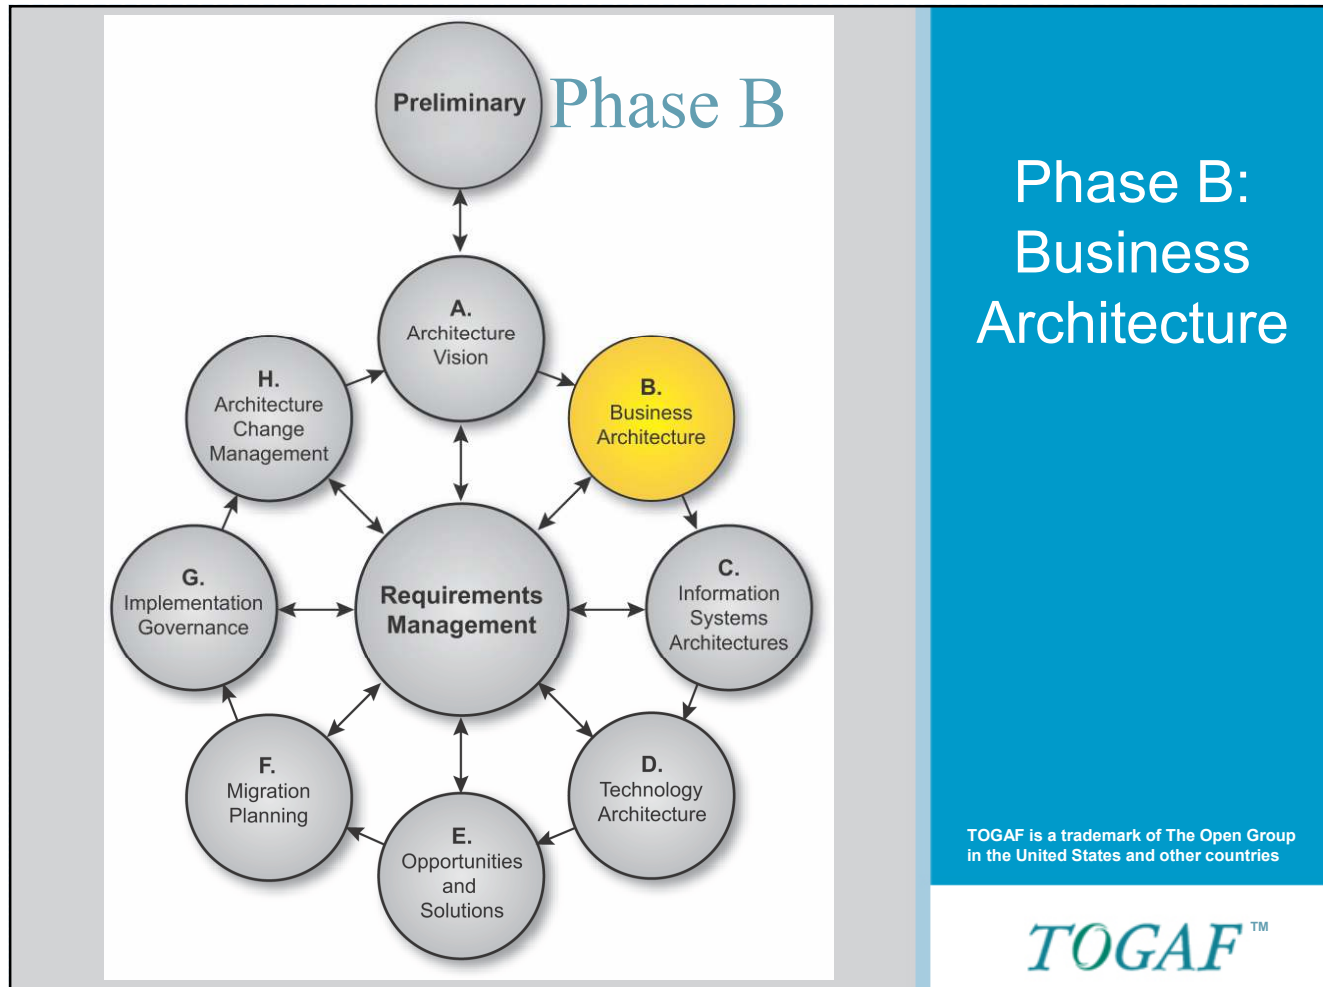 Preliminary
Phase B
A.
Architecture
Vision
B.
Business
Architecture
C.
Information
Systems
Architectures
D.
Technology
Architecture
E.
Opportunities
and
Solutions
F.
Migration
Planning
G.
Implementation
Governance
H.
Architecture
Change
Management
Requirements
Management
Phase B:
Business
Architecture
TOGAF is a trademark of The Open Group
in the United States and other countries
TOGAF™